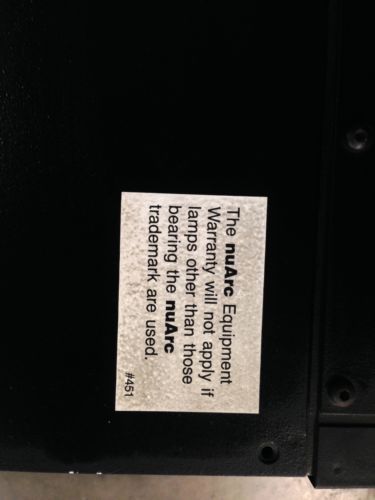 The nuArc Equipment
Warranty will not apply if
lamps other than those
bearing the nuArc
trademark are used.
#451